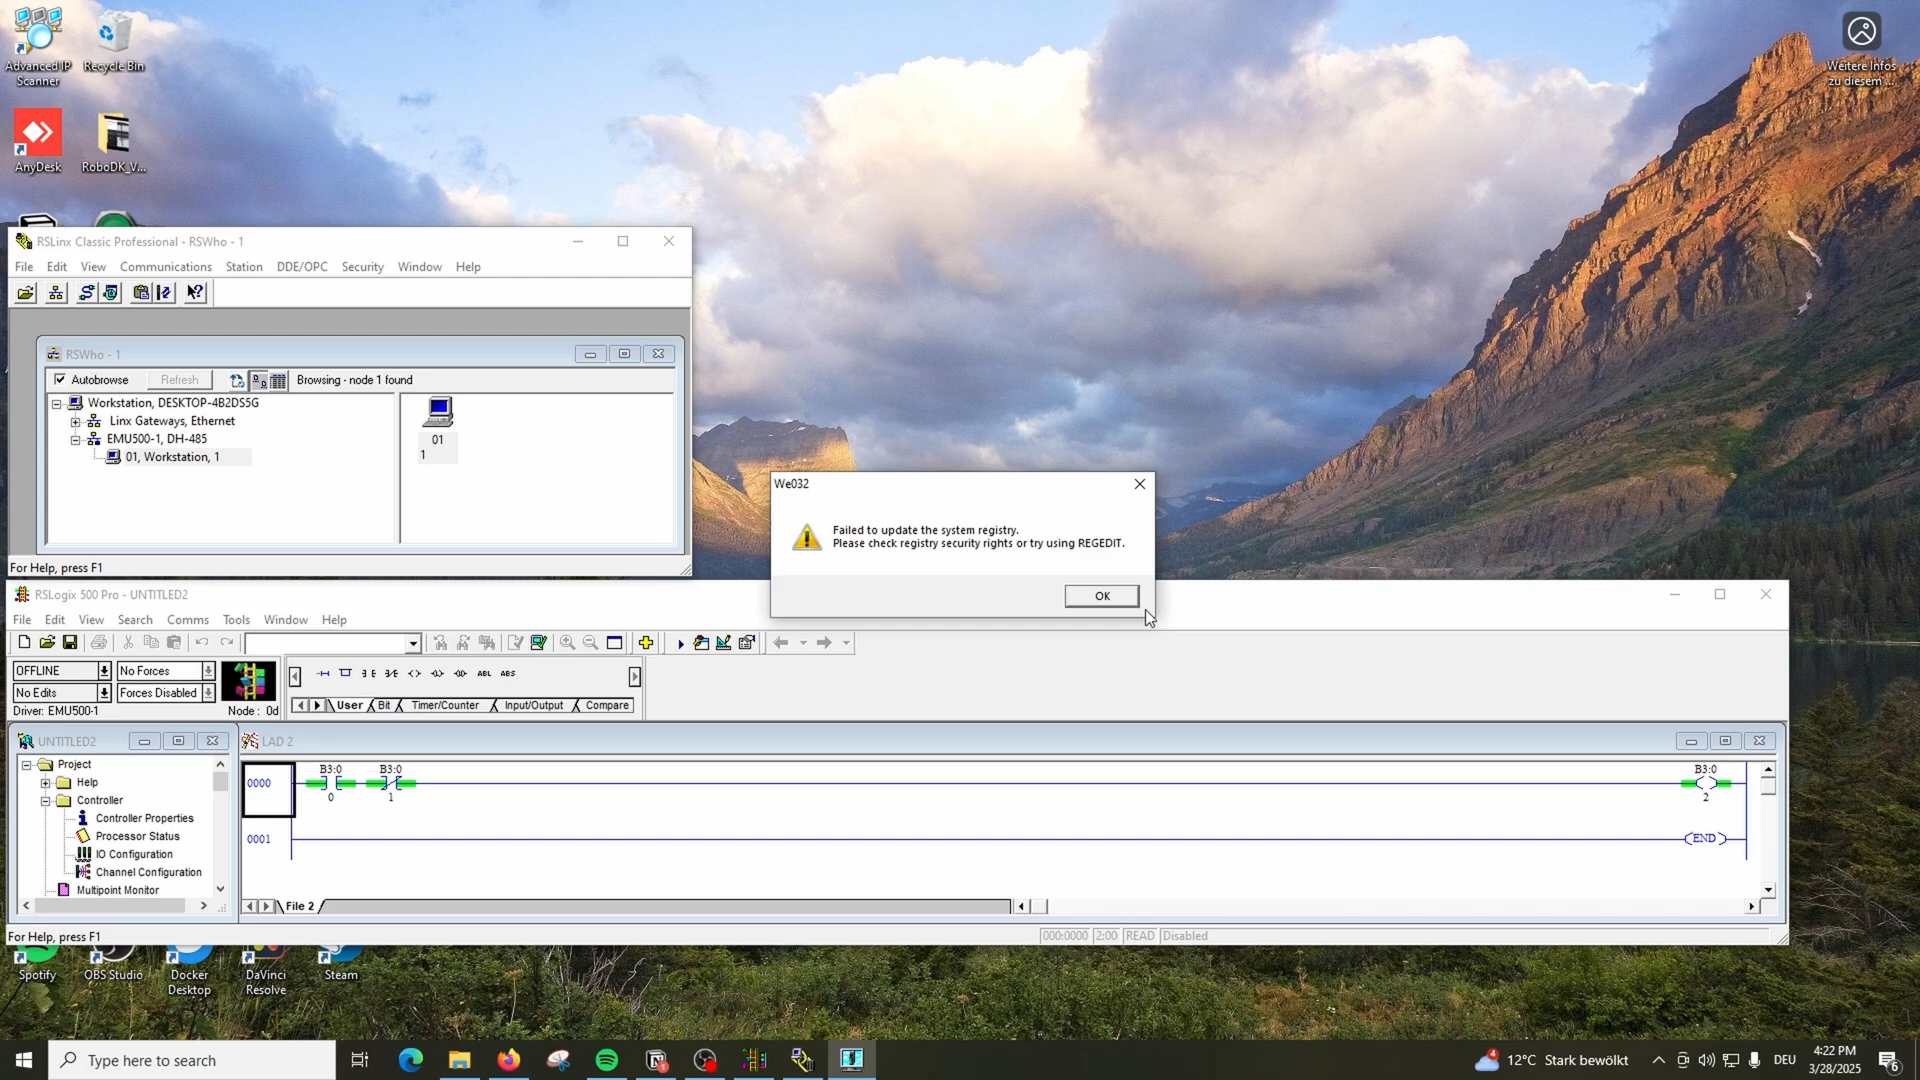 Advanced IP
Scanner
Recycle Bin
AnyDesk
RoboDK_V...
Weitere Infos
zu diesem ...
RSLinx Classic Professional - RSWho - 1
File Edit View Communications Station DDE/OPC Security Window Help
RSWho - 1
Autobrowse Refresh Browsing - node 1 found
Workstation, DESKTOP-4B2DS5G
Linx Gateways, Ethernet
EMU500-1, DH-485
01, Workstation, 1
01
1
For Help, press F1
We032
Failed to update the system registry.
Please check registry security rights or try using REGEDIT.
OK
RSLogix 500 Pro - UNTITLED2
File Edit View Search Comms Tools Window Help
OFFLINE No Forces
No Edits Forces Disabled
Driver: EMU500-1 Node : 0d
ABL ABS
User Bit Timer/Counter Input/Output Compare
UNTITLED2
Project
Help
Controller
Controller Properties
Processor Status
IO Configuration
Channel Configuration
Multipoint Monitor
LAD 2
B3:0 B3:0 B3:0
0000
0 1 2
0001 END
File 2
For Help, press F1
000:0000 2:00 READ Disabled
Spotify
OBS Studio
Docker
Desktop
DaVinci
Resolve
Steam
Type here to search
1
4
12°C Stark bewölkt
DEU
4:22 PM
3/28/2025
6